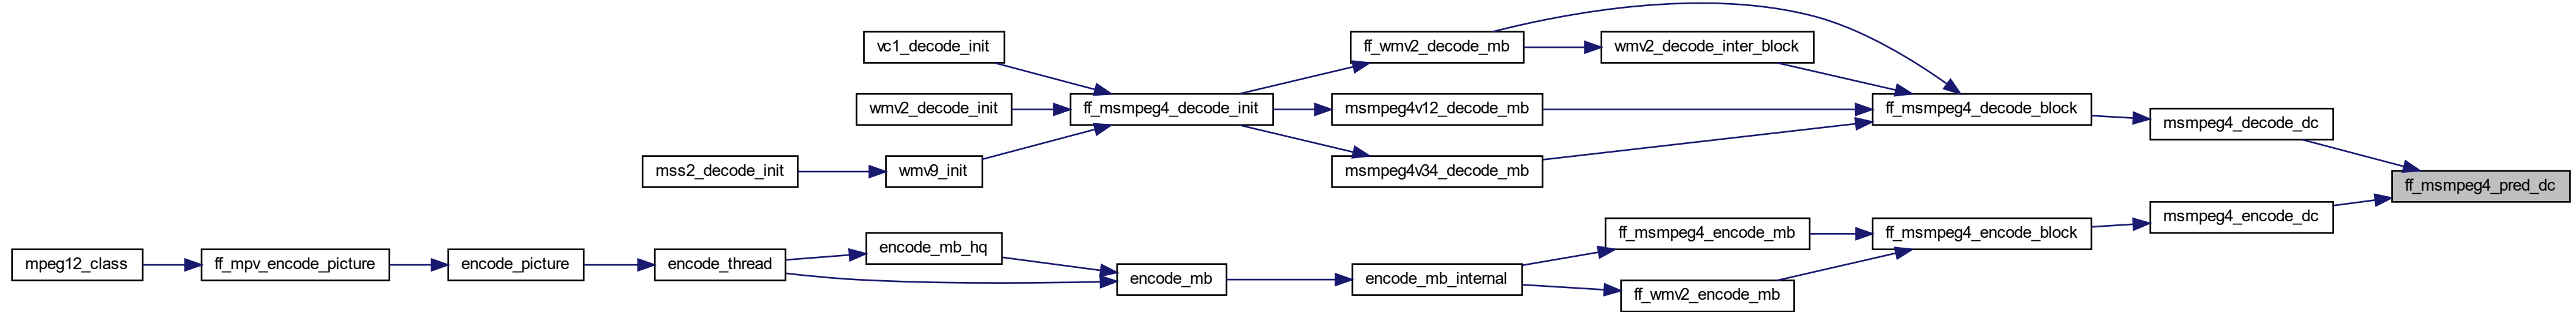 vc1_decode_init
ff_wmv2_decode_mb
wmv2_decode_inter_block
wmv2_decode_init
ff_msmpeg4_decode_init
msmpeg4v12_decode_mb
ff_msmpeg4_decode_block
msmpeg4_decode_dc
mss2_decode_init
wmv9_init
msmpeg4v34_decode_mb
ff_msmpeg4_pred_dc
msmpeg4_encode_dc
ff_msmpeg4_encode_mb
ff_msmpeg4_encode_block
encode_mb_hq
mpeg12_class
ff_mpv_encode_picture
encode_picture
encode_thread
encode_mb
encode_mb_internal
ff_wmv2_encode_mb